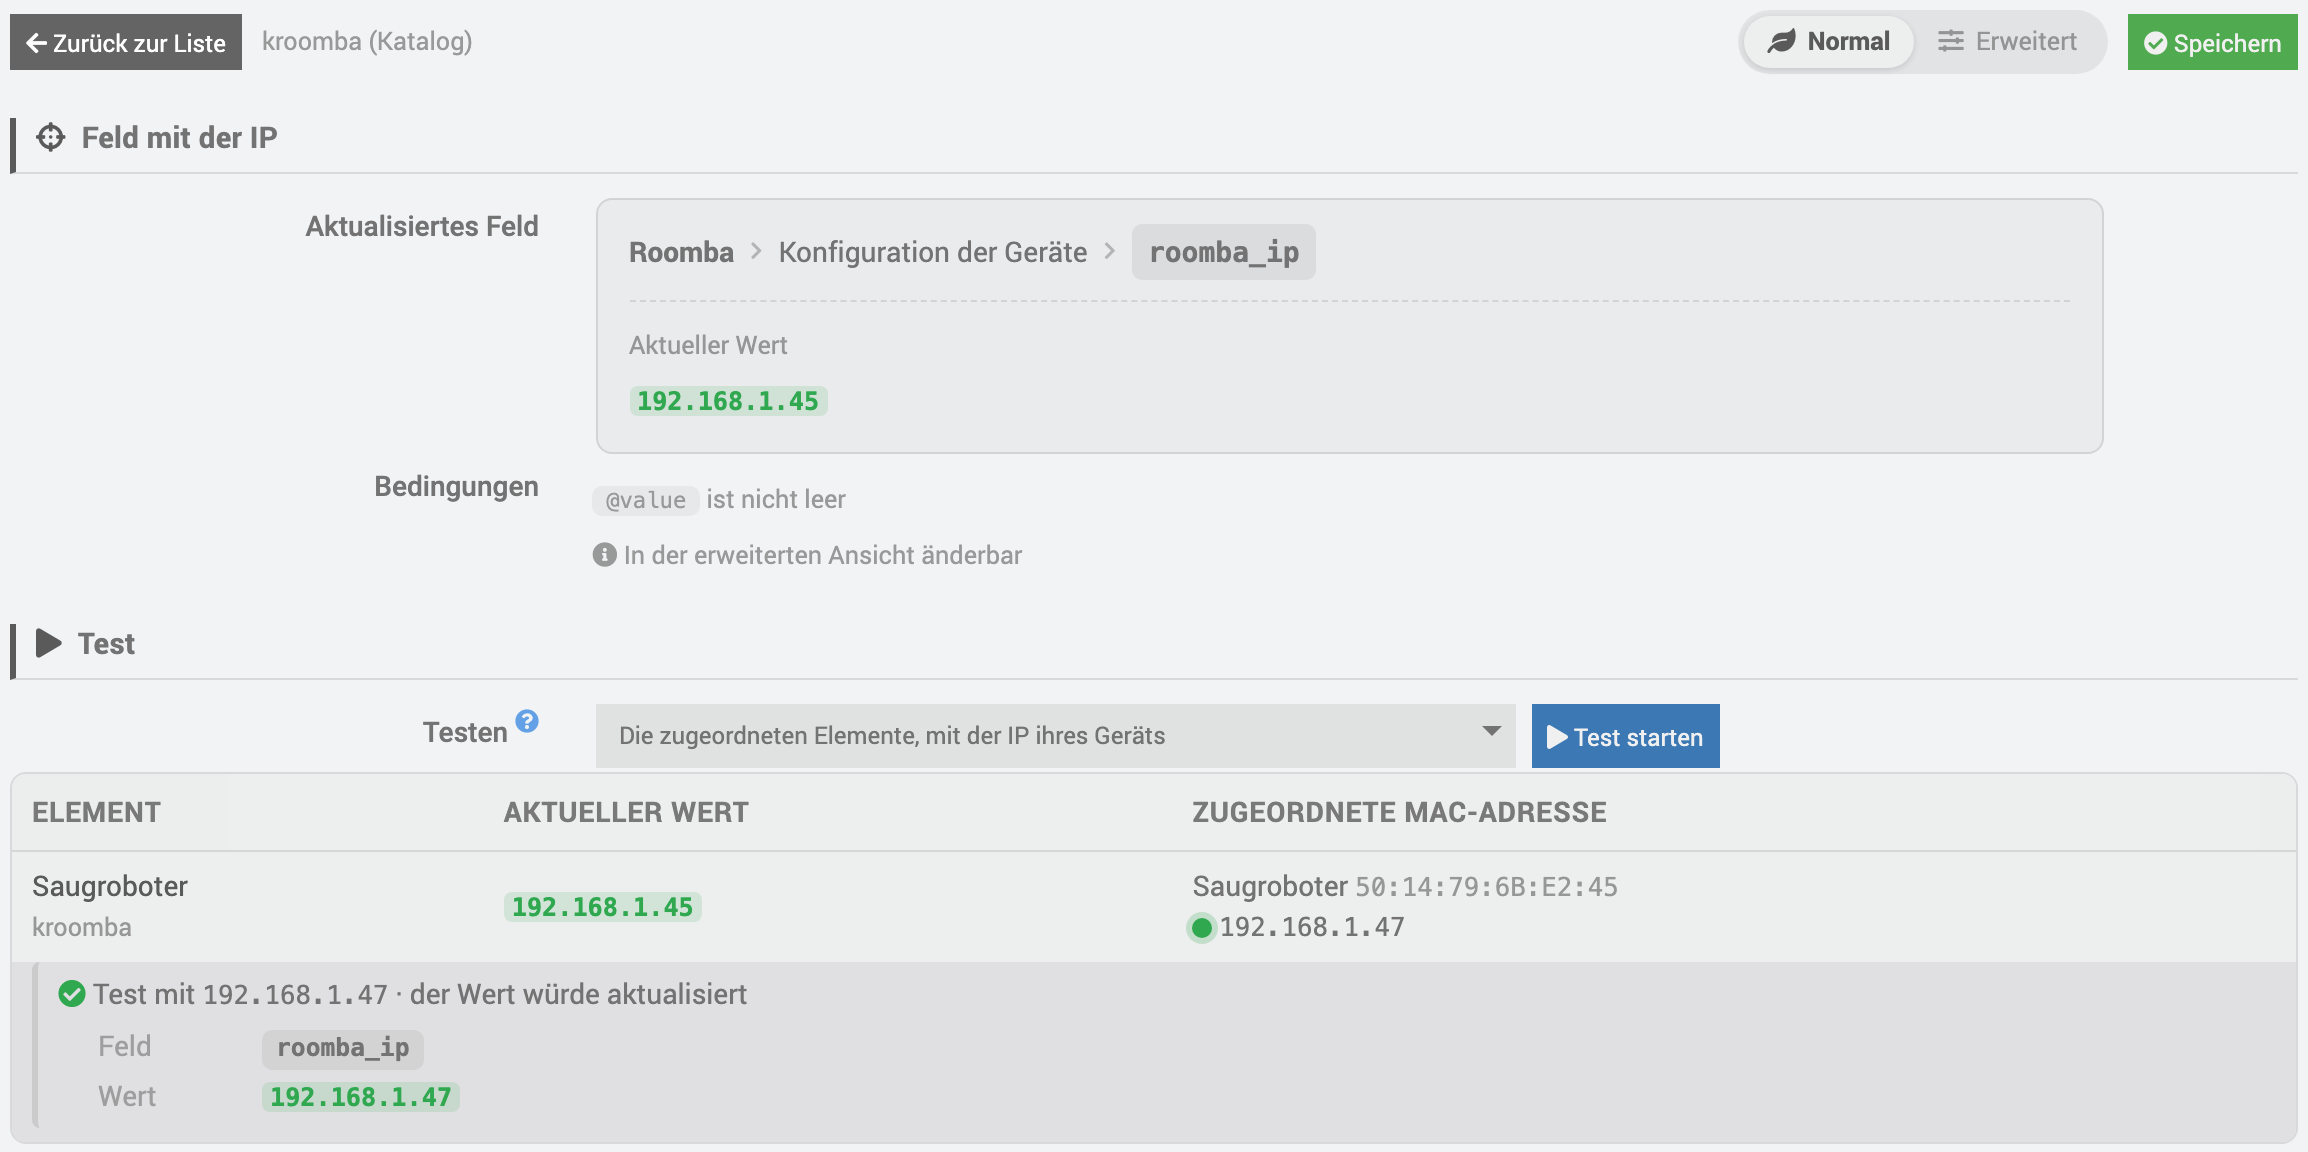 Zurück zur Liste
kroomba (Katalog)
Normal
Erweitert
Speichern
Feld mit der IP
Aktualisiertes Feld
Roomba > Konfiguration der Geräte > roomba_ip
Aktueller Wert
192.168.1.45
Bedingungen
@value ist nicht leer
In der erweiterten Ansicht änderbar
Test
Testen
Die zugeordneten Elemente, mit der IP ihres Geräts
Test starten
ELEMENT
AKTUELLER WERT
ZUGEORDNETE MAC-ADRESSE
Saugroboter
kroomba
192.168.1.45
Saugroboter 50:14:79:6B:E2:45
192.168.1.47
Test mit 192.168.1.47 · der Wert würde aktualisiert
Feld
roomba_ip
Wert
192.168.1.47